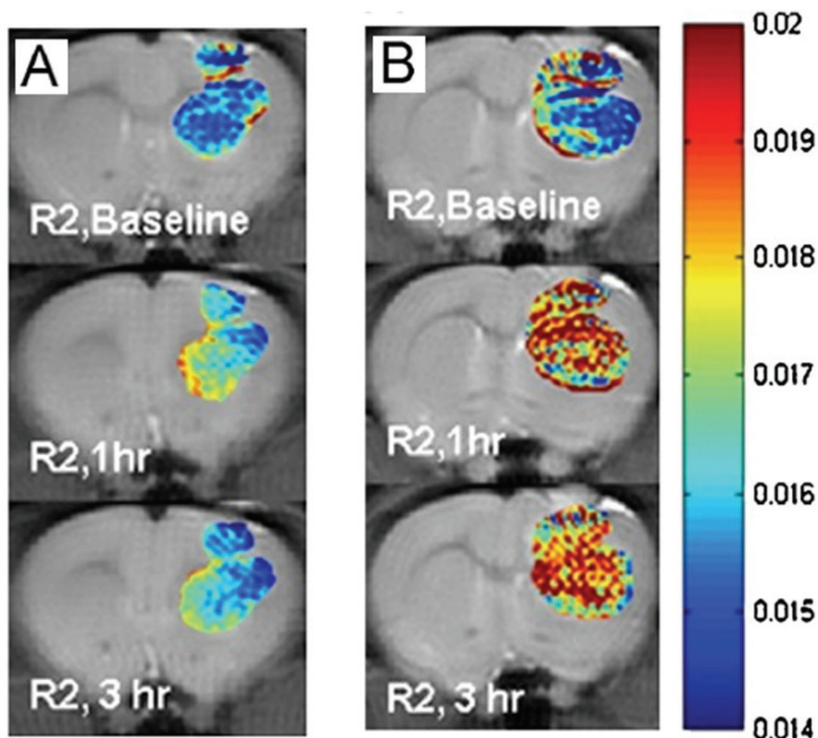 A
R2,Baseline
R2,1hr
R2, 3 hr
B
R2,Baseline
R2,1hr
R2, 3 hr
0.02
0.019
0.018
0.017
0.016
0.015
0.014